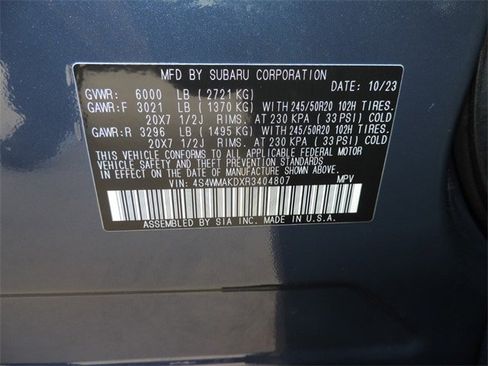 MFD BY SUBARU CORPORATION
DATE: 10/23
GVWR: 6000 LB (2721 KG)
GAWR:F 3021 LB (1370 KG) WITH 245/50R20 102H TIRES.
20X7 1/2J RIMS. AT 230 KPA (33 PSI) COLD
GAWR:R 3296 LB (1495 KG) WITH 245/50R20 102H TIRES.
20X7 1/2J RIMS. AT 230 KPA (33 PSI) COLD
THIS VEHICLE CONFORMS TO ALL APPLICABLE FEDERAL MOTOR
VEHICLE SAFETY AND THEFT PREVENTION STANDARDS
IN EFFECT ON THE DATE OF MANUFACTURE SHOWN ABOVE.
VIN: 4S4WMAKDXR3404807 MPV
ASSEMBLED BY SIA INC. MADE IN U.S.A.